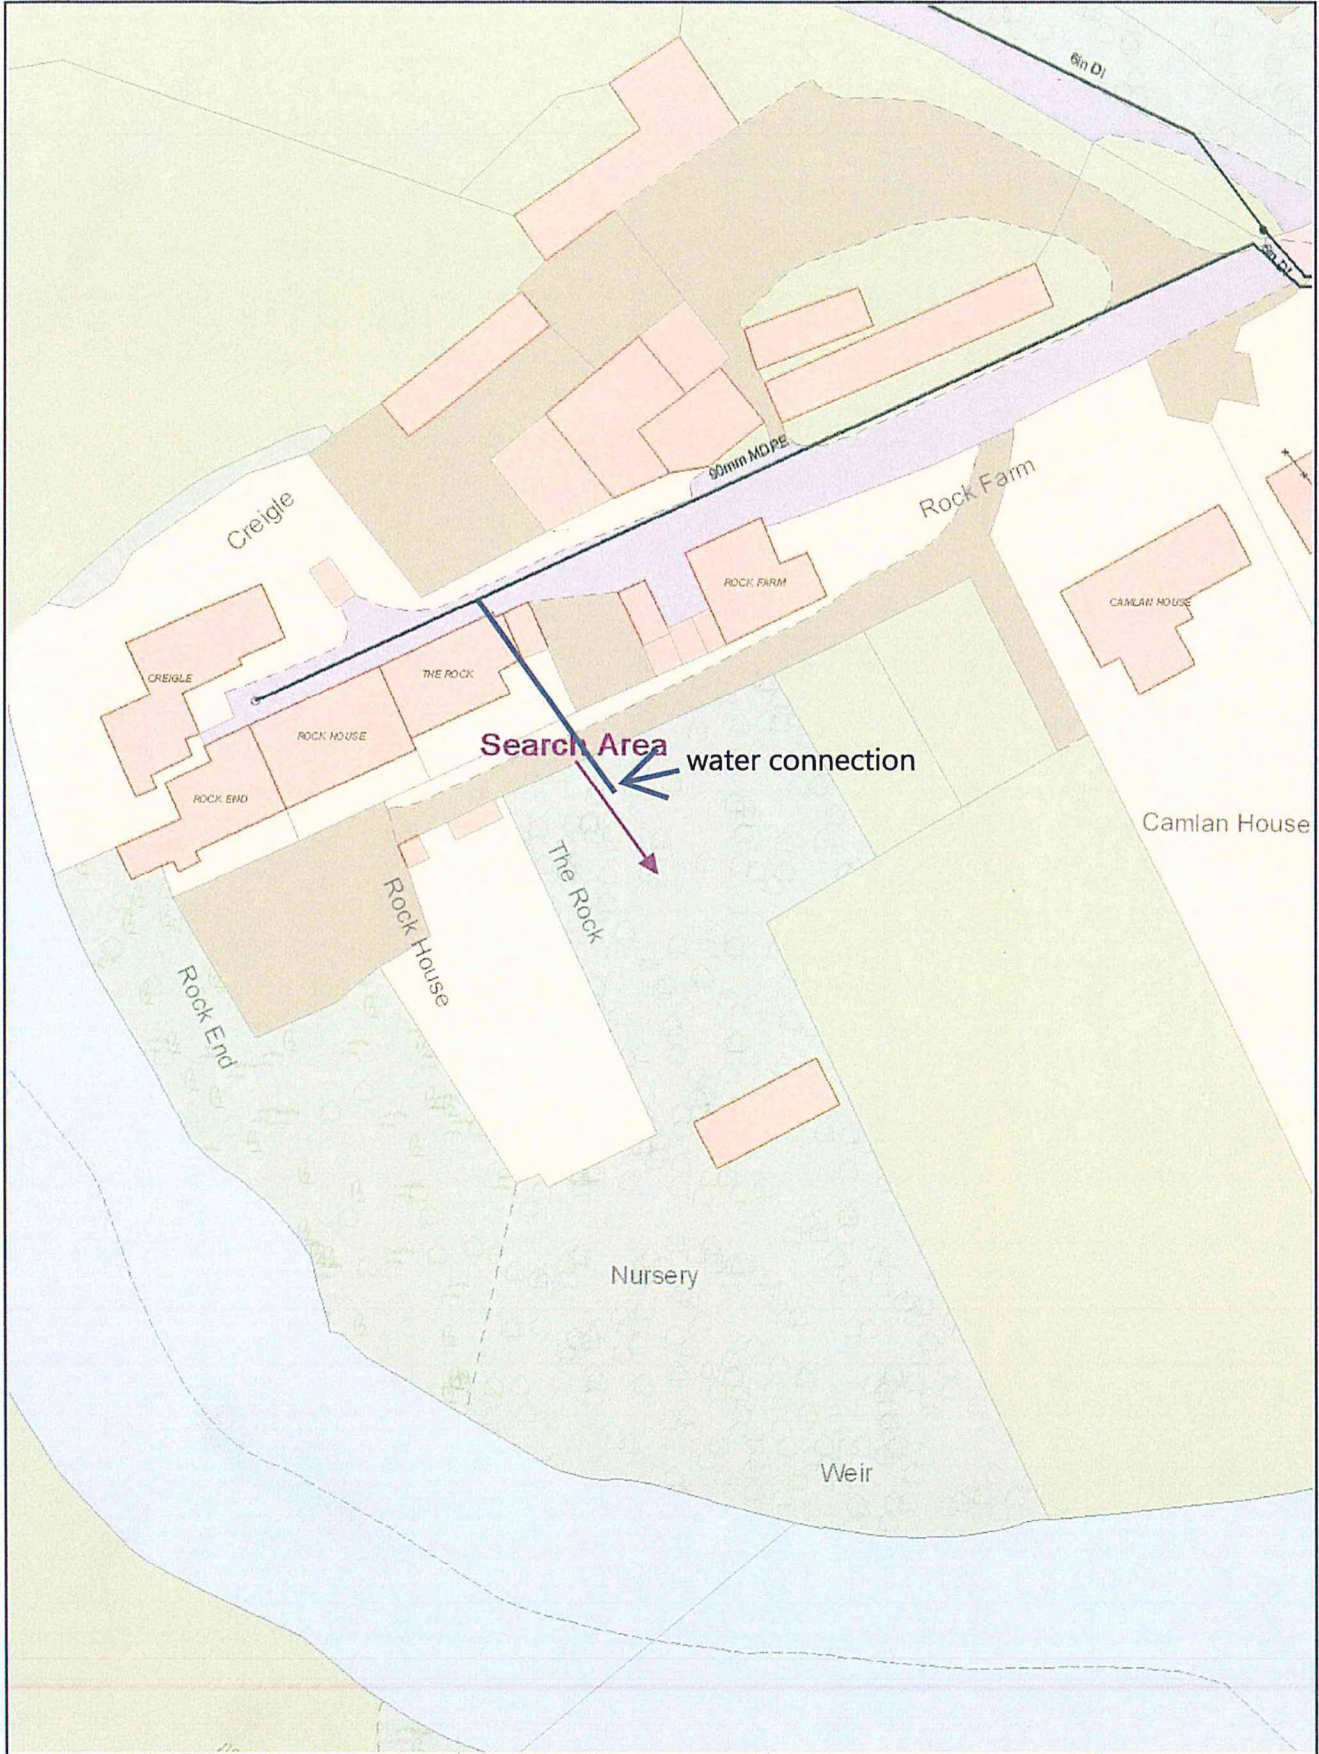 6in DI
6in DI
90mm MDPE
Rock Farm
Creigle
ROCK FARM
CAMLAN HOUSE
CREIGLE
THE ROCK
ROCK HOUSE
Search Area
water connection
ROCK END
Camlan House
The Rock
Rock House
Rock End
Nursery
Weir